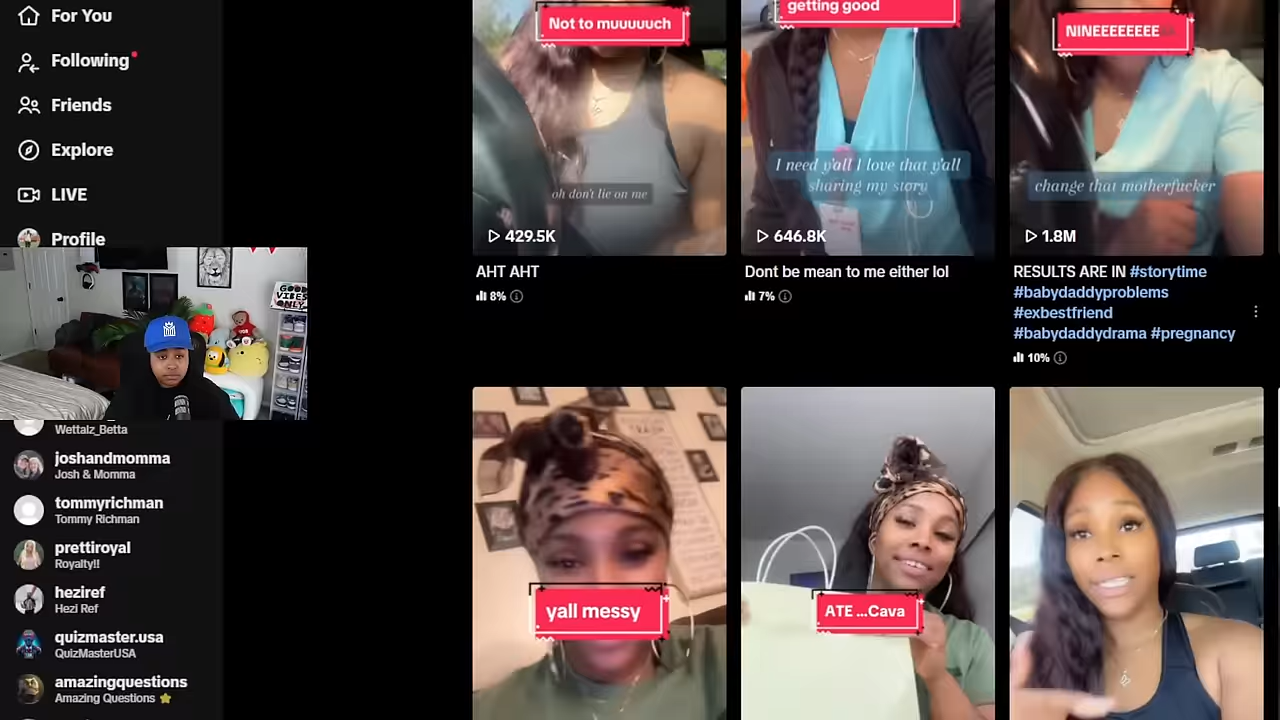 For You
Following
Friends
Explore
LIVE
Profile
GOOD
VIBES
ONLY
Wettalz_Betta
joshandmomma
Josh & Momma
tommyrichman
Tommy Richman
prettiroyal
Royalty!!
heziref
Hezi Ref
quizmaster.usa
QuizMasterUSA
amazingquestions
Amazing Questions
Not to muuuuuch
oh don't lie on me
429.5K
AHT AHT
8%
getting good
I need y'all I love that y'all
sharing my story
646.8K
Dont be mean to me either lol
7%
NINEEEEEEEE
change that motherfucker
1.8M
RESULTS ARE IN #storytime
#babydaddyproblems
#exbestfriend
#babydaddydrama #pregnancy
10%
yall messy
ATE ...Cava